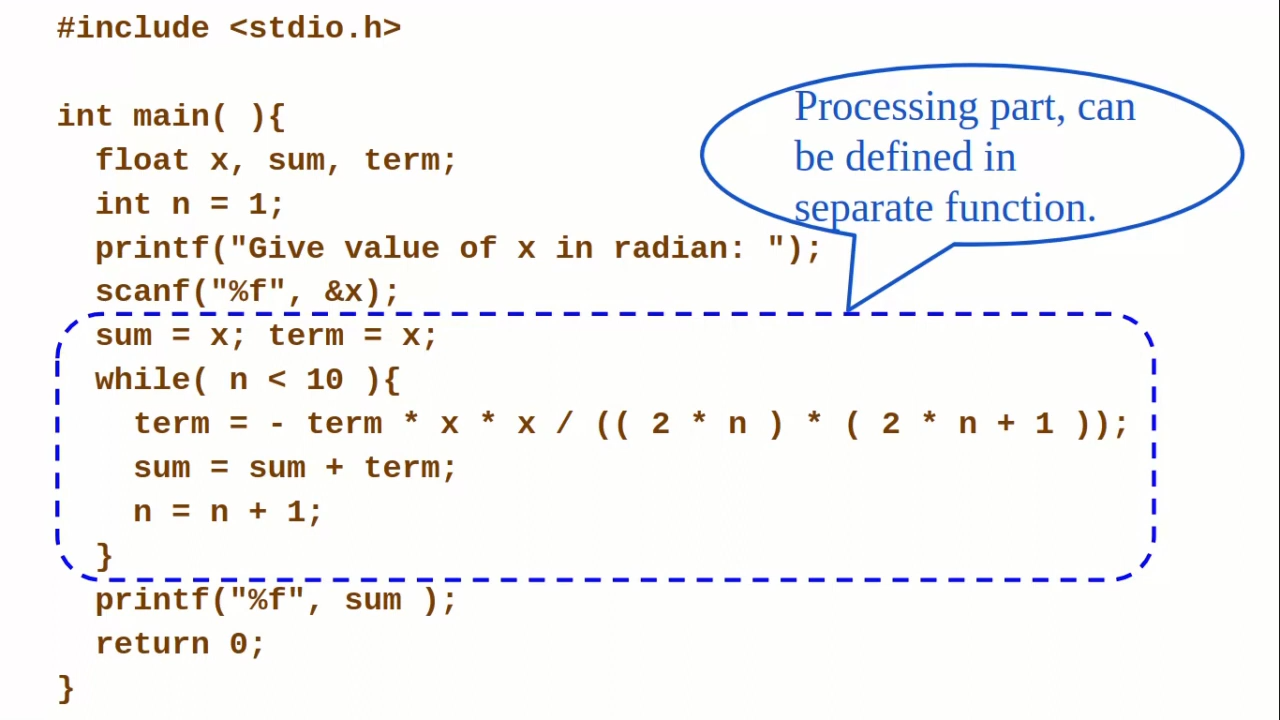 #include <stdio.h>
int main( ){
float x, sum, term;
int n = 1;
printf("Give value of x in radian: ");
scanf("%f", &x);
sum = x; term = x;
while( n < 10 ){
term = - term * x * x / (( 2 * n ) * ( 2 * n + 1 ));
sum = sum + term;
n = n + 1;
}
printf("%f", sum );
return 0;
}
Processing part, can
be defined in
separate function.